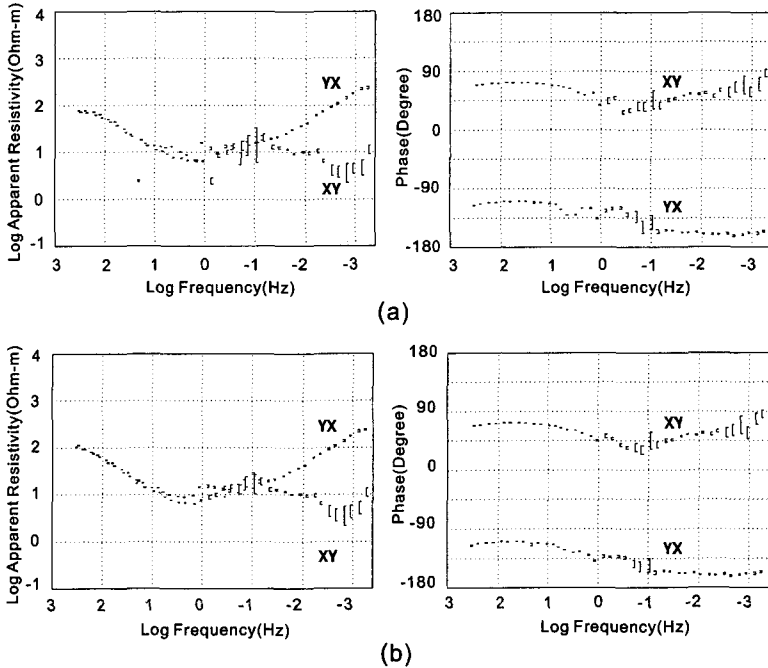 Log Apparent Resistivity(Ohm-m)
4
3
2
1
0
-1
YX
XY
3 2 1 0 -1 -2 -3
Log Frequency(Hz)
Phase(Degree)
180
90
0
-90
-180
XY
YX
3 2 1 0 -1 -2 -3
Log Frequency(Hz)
(a)
Log Apparent Resistivity(Ohm-m)
4
3
2
1
0
-1
YX
XY
3 2 1 0 -1 -2 -3
Log Frequency(Hz)
Phase(Degree)
180
90
0
-90
-180
XY
YX
3 2 1 0 -1 -2 -3
Log Frequency(Hz)
(b)